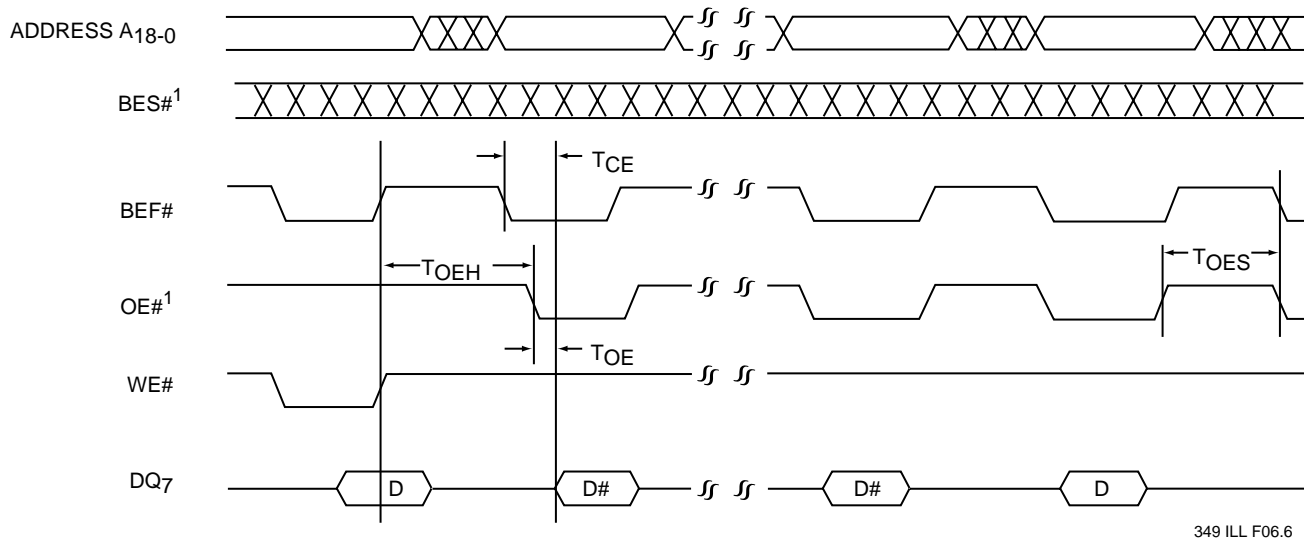 ADDRESS A18-0
BES#1
TCE
BEF#
TOEH
TOES
OE#1
TOE
WE#
DQ7
D
D#
D#
D
349 ILL F06.6